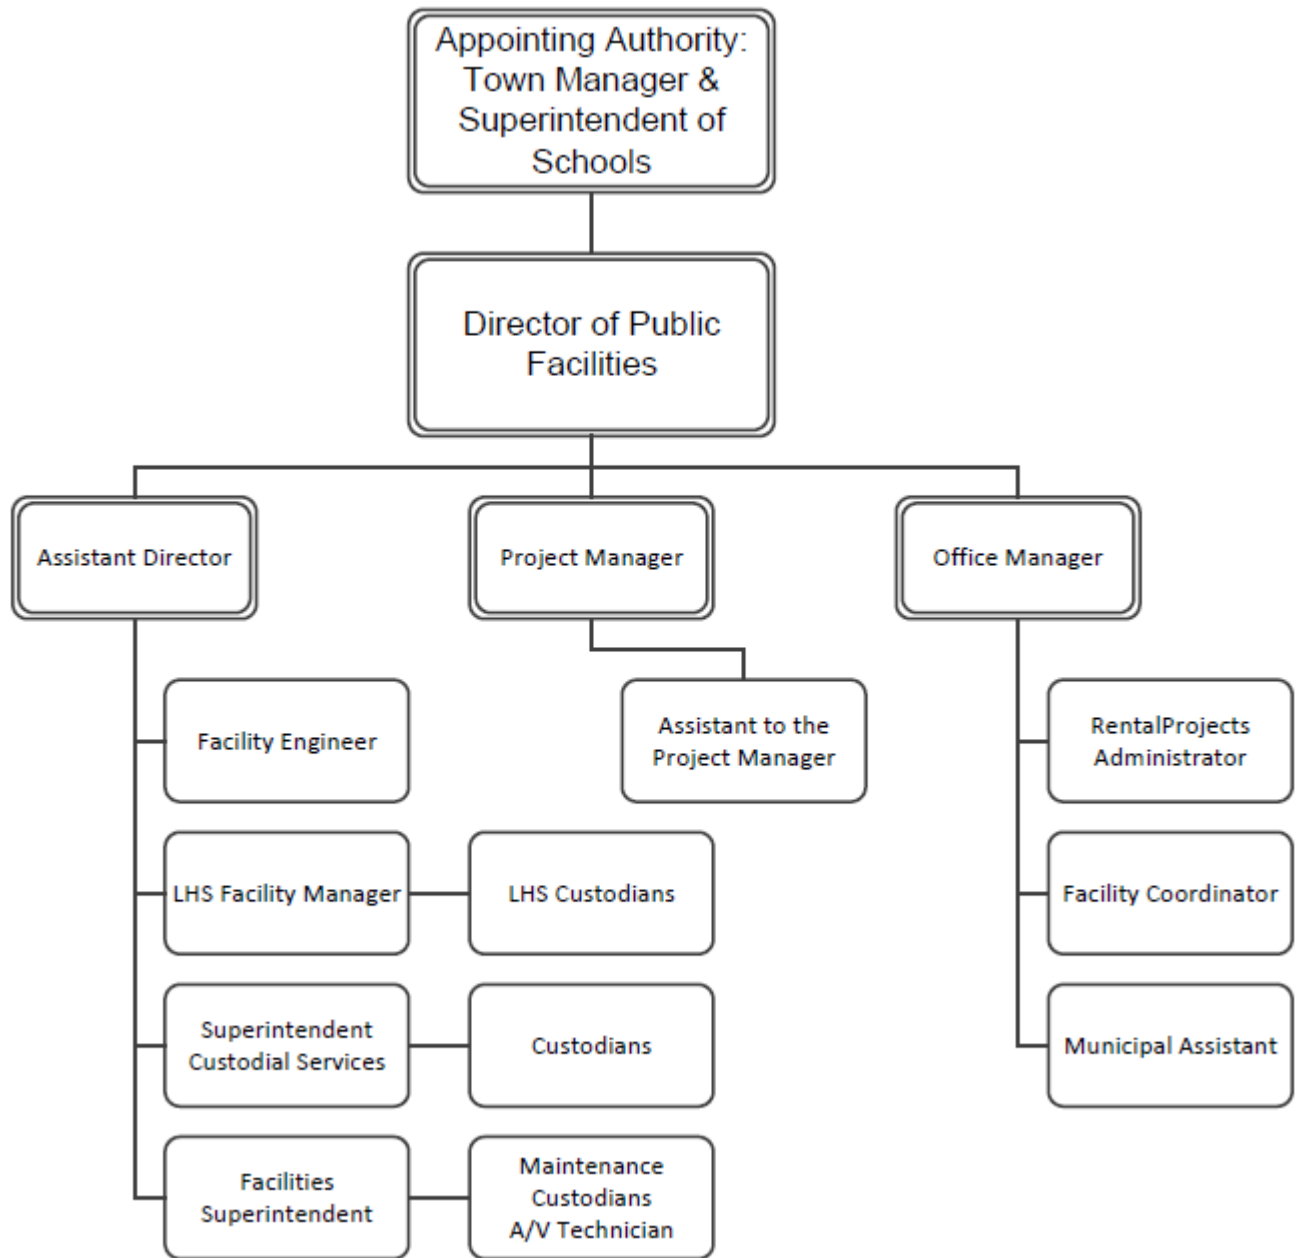 Appointing Authority:
Town Manager &
Superintendent of
Schools
Director of Public
Facilities
Assistant Director
Project Manager
Office Manager
Facility Engineer
Assistant to the
Project Manager
RentalProjects
Administrator
LHS Facility Manager
LHS Custodians
Facility Coordinator
Superintendent
Custodial Services
Custodians
Municipal Assistant
Facilities
Superintendent
Maintenance
Custodians
A/V Technician